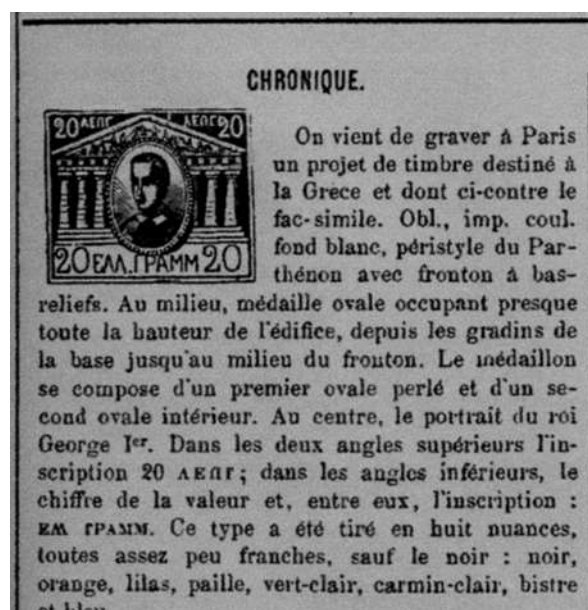 CHRONIQUE.
20 ΛΕΠΓ ΛΕΠΓ 20
20 ΕΛΛ.ΓΡΑΜΜ 20
On vient de graver à Paris
un projet de timbre destiné à
la Grèce et dont ci-contre le
fac-simile. Obl., imp. coul.
fond blanc, péristyle du Par-
thénon avec fronton à bas-
reliefs. Au milieu, médaille ovale occupant presque
toute la hauteur de l'édifice, depuis les gradins de
la base jusqu'au milieu du fronton. Le médaillon
se compose d'un premier ovale perlé et d'un se-
cond ovale intérieur. Au centre, le portrait du roi
George Ier. Dans les deux angles supérieurs l'in-
scription 20 ΛΕΠΓ; dans les angles inférieurs, le
chiffre de la valeur et, entre eux, l'inscription :
ΕΜ ΓΡΑΜΜ. Ce type a été tiré en huit nuances,
toutes assez peu franches, sauf le noir : noir,
orange, lilas, paille, vert-clair, carmin-clair, bistre
et bleu